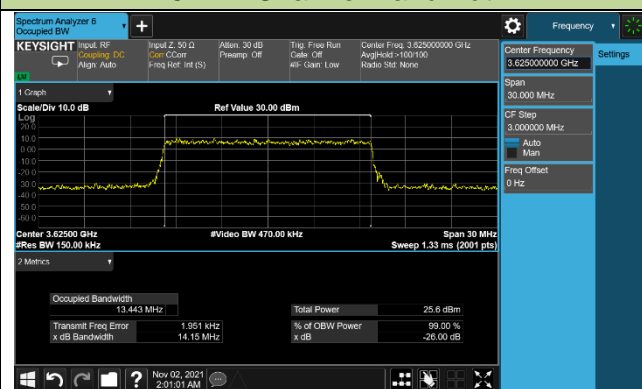 Spectrum Analyzer 6
Occupied BW
Frequency
KEYSIGHT
Input: RF
Coupling: DC
Align: Auto
Input Z: 50 Ω
Corr CCorr
Freq Ref: Int (S)
Atten: 30 dB
Preamp: Off
Trig: Free Run
Gate: Off
#IF Gain: Low
Center Freq: 3.625000000 GHz
Avg|Hold:>100/100
Radio Std: None
LXI
Center Frequency
3.625000000 GHz
Settings
Span
30.000 MHz
CF Step
3.000000 MHz
Auto
Man
Freq Offset
0 Hz
1 Graph
Scale/Div 10.0 dB
Ref Value 30.00 dBm
Log
20.0
10.0
0.00
-10.0
-20.0
-30.0
-40.0
-50.0
-60.0
Center 3.62500 GHz
#Video BW 470.00 kHz
Span 30 MHz
#Res BW 150.00 kHz
Sweep 1.33 ms (2001 pts)
2 Metrics
Occupied Bandwidth
13.443 MHz
Total Power 25.6 dBm
Transmit Freq Error 1.951 kHz
% of OBW Power 99.00 %
x dB Bandwidth 14.15 MHz
x dB -26.00 dB
?
Nov 02, 2021
2:01:01 AM